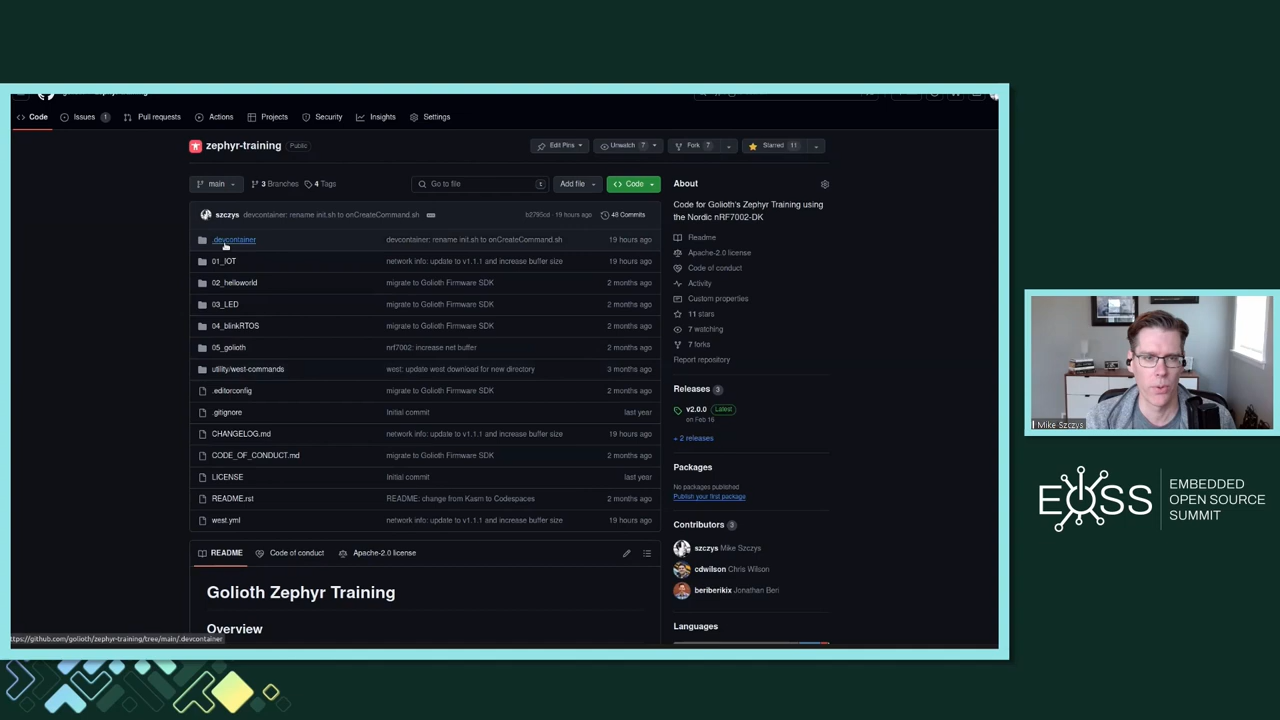 Code
Issues 1
Pull requests
Actions
Projects
Security
Insights
Settings
zephyr-training Public
Edit Pins
Unwatch 7
Fork 7
Starred 11
main
3 Branches
4 Tags
Go to file t
Add file
Code
szczys devcontainer: rename init.sh to onCreateCommand.sh b2795cd · 19 hours ago 48 Commits
.devcontainer devcontainer: rename init.sh to onCreateCommand.sh 19 hours ago
01_IOT network info: update to v1.1.1 and increase buffer size 19 hours ago
02_helloworld migrate to Golioth Firmware SDK 2 months ago
03_LED migrate to Golioth Firmware SDK 2 months ago
04_blinkRTOS migrate to Golioth Firmware SDK 2 months ago
05_golioth nrf7002: increase net buffer 2 months ago
utility/west-commands west: update west download for new directory 3 months ago
.editorconfig migrate to Golioth Firmware SDK 2 months ago
.gitignore Initial commit last year
CHANGELOG.md network info: update to v1.1.1 and increase buffer size 19 hours ago
CODE_OF_CONDUCT.md migrate to Golioth Firmware SDK 2 months ago
LICENSE Initial commit last year
README.rst README: change from Kasm to Codespaces 2 months ago
west.yml network info: update to v1.1.1 and increase buffer size 19 hours ago
README
Code of conduct
Apache-2.0 license
Golioth Zephyr Training
Overview
ttps://github.com/golioth/zephyr-training/tree/main/.devcontainer
About
Code for Golioth's Zephyr Training using
the Nordic nRF7002-DK
Readme
Apache-2.0 license
Code of conduct
Activity
Custom properties
11 stars
7 watching
7 forks
Report repository
Releases 3
v2.0.0 Latest
on Feb 16
+ 2 releases
Packages
No packages published
Publish your first package
Contributors 3
szczys Mike Szczys
cdwilson Chris Wilson
beriberikix Jonathan Beri
Languages
Mike Szczys
EOSS
EMBEDDED
OPEN SOURCE
SUMMIT